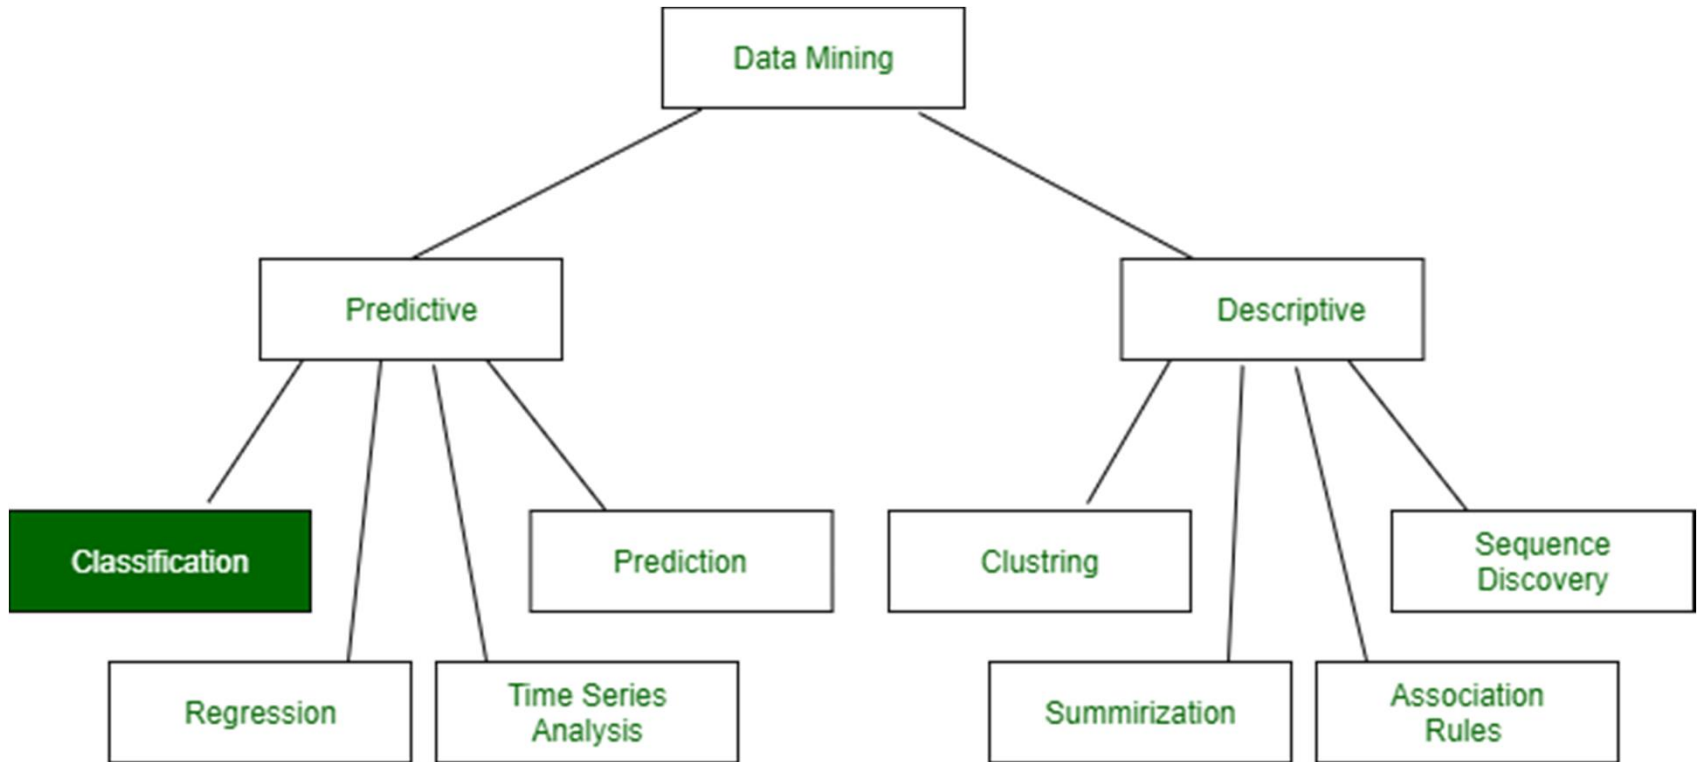 Data Mining
Predictive
Descriptive
Classification
Prediction
Clustring
Sequence
Discovery
Regression
Time Series
Analysis
Summirization
Association
Rules